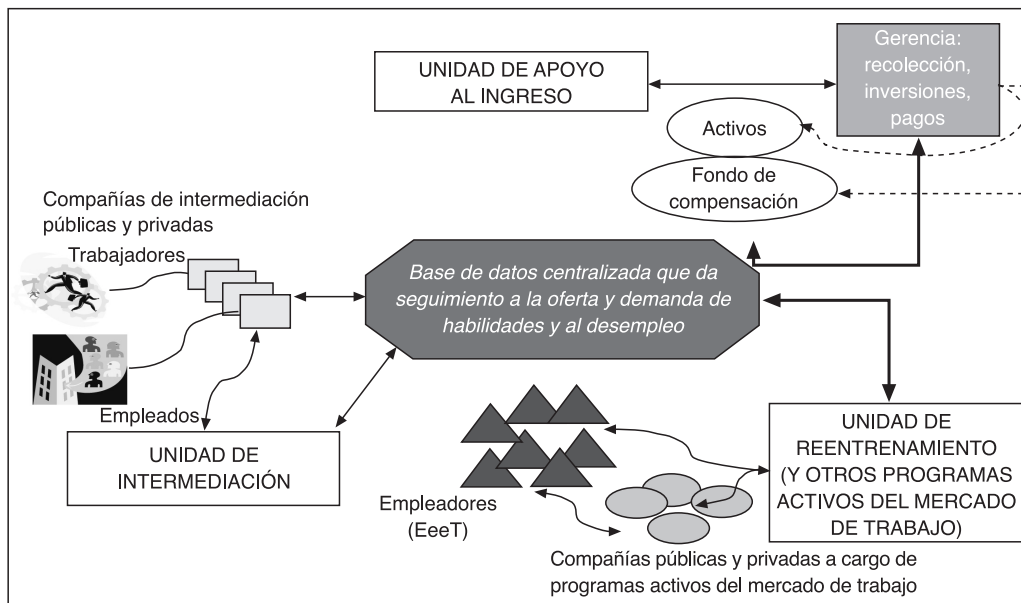 UNIDAD DE APOYO
AL INGRESO
Gerencia:
recolección,
inversiones,
pagos
Activos
Fondo de
compensación
Compañías de intermediación
públicas y privadas
Trabajadores
Base de datos centralizada que da
seguimiento a la oferta y demanda de
habilidades y al desempleo
Empleados
UNIDAD DE
INTERMEDIACIÓN
Empleadores
(EeeT)
UNIDAD DE
REENTRENAMIENTO
(Y OTROS PROGRAMAS
ACTIVOS DEL MERCADO
DE TRABAJO)
Compañías públicas y privadas a cargo de
programas activos del mercado de trabajo